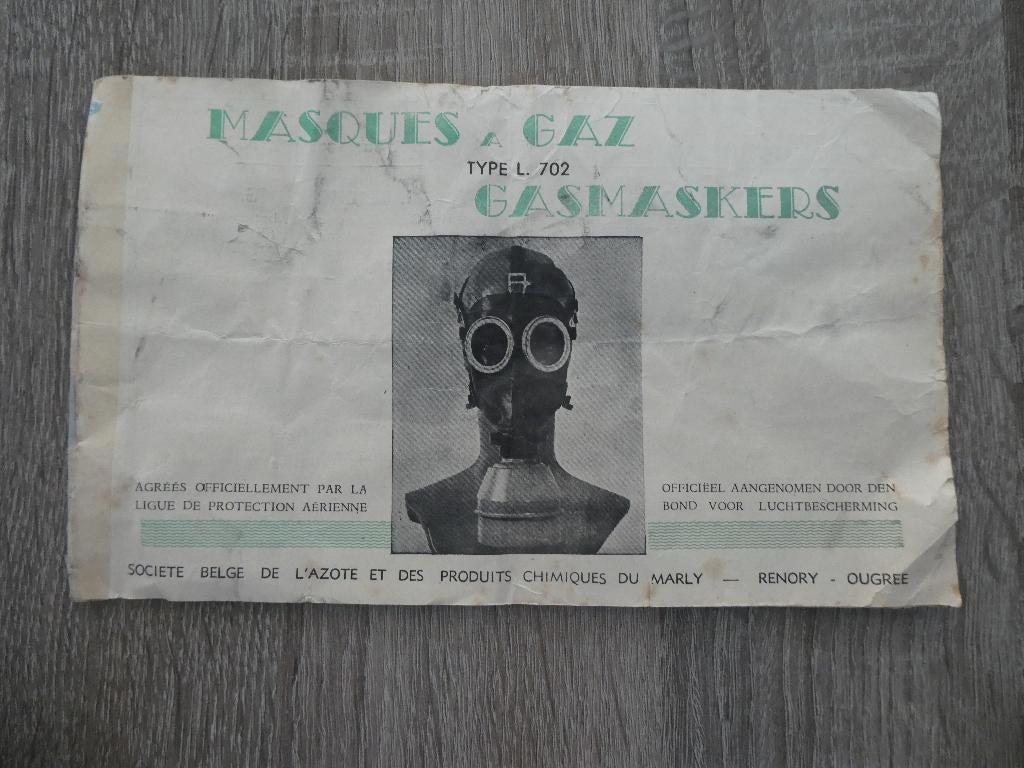 MASQUES A GAZ
TYPE L. 702
GASMASKERS
AGRÉÉS OFFICIELLEMENT PAR LA
LIGUE DE PROTECTION AÉRIENNE
OFFICIËEL AANGENOMEN DOOR DEN
BOND VOOR LUCHTBESCHERMING
SOCIETE BELGE DE L'AZOTE ET DES PRODUITS CHIMIQUES DU MARLY — RENORY - OUGREE